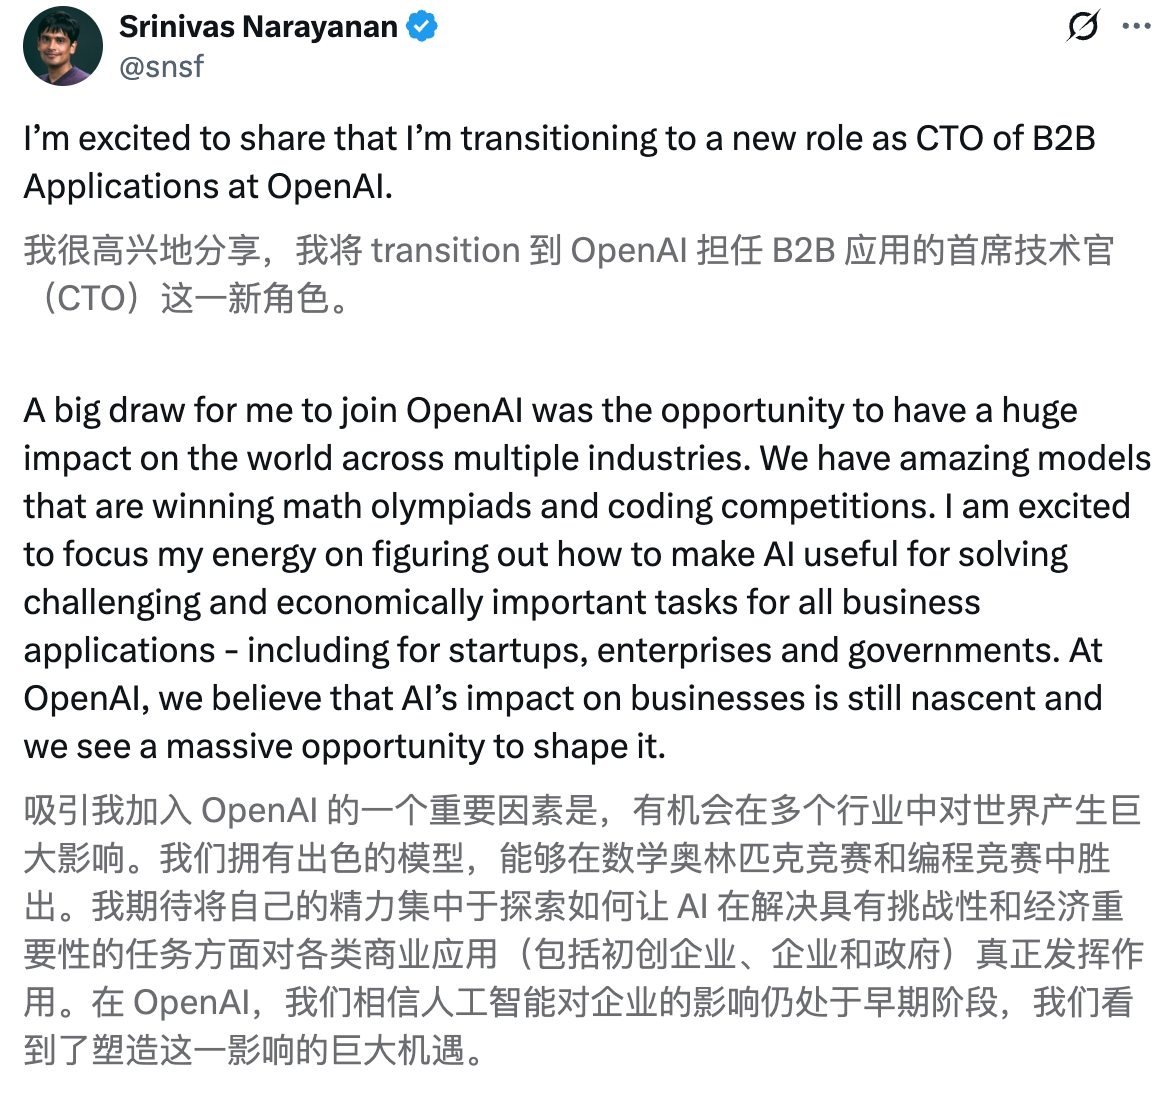 Srinivas Narayanan
@snsf
I’m excited to share that I’m transitioning to a new role as CTO of B2B
Applications at OpenAI.
我很高兴地分享，我将 transition 到 OpenAI 担任 B2B 应用的首席技术官
（CTO）这一新角色。
A big draw for me to join OpenAI was the opportunity to have a huge
impact on the world across multiple industries. We have amazing models
that are winning math olympiads and coding competitions. I am excited
to focus my energy on figuring out how to make AI useful for solving
challenging and economically important tasks for all business
applications - including for startups, enterprises and governments. At
OpenAI, we believe that AI’s impact on businesses is still nascent and
we see a massive opportunity to shape it.
吸引我加入 OpenAI 的一个重要因素是，有机会在多个行业中对世界产生巨
大影响。我们拥有出色的模型，能够在数学奥林匹克竞赛和编程竞赛中胜
出。我期待将自己的精力集中于探索如何让 AI 在解决具有挑战性和经济重
要性的任务方面对各类商业应用（包括初创企业、企业和政府）真正发挥作
用。在 OpenAI，我们相信人工智能对企业的影响仍处于早期阶段，我们看
到了塑造这一影响的巨大机遇。